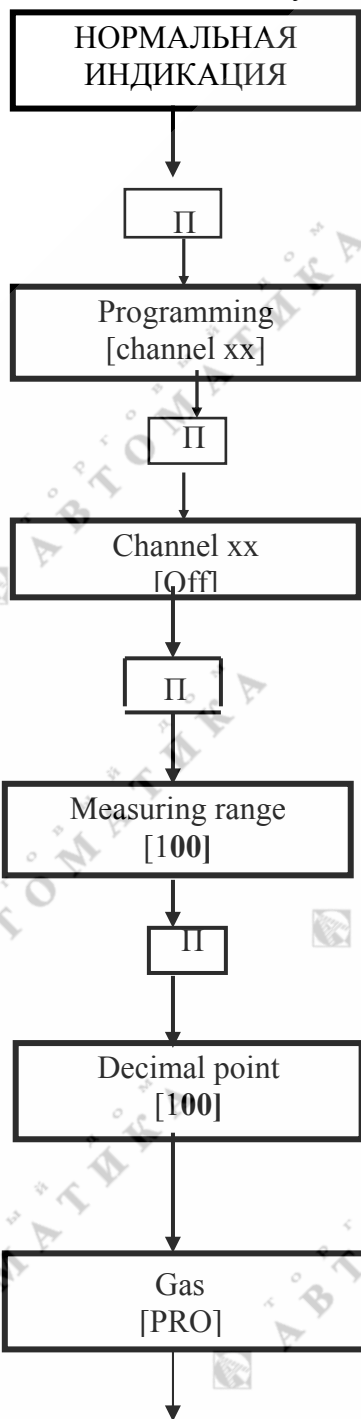 НОРМАЛЬНАЯ
ИНДИКАЦИЯ
П
Programming
[channel xx]
П
Channel xx
[Off]
П
Measuring range
[100]
П
Decimal point
[100]
Gas
[PRO]